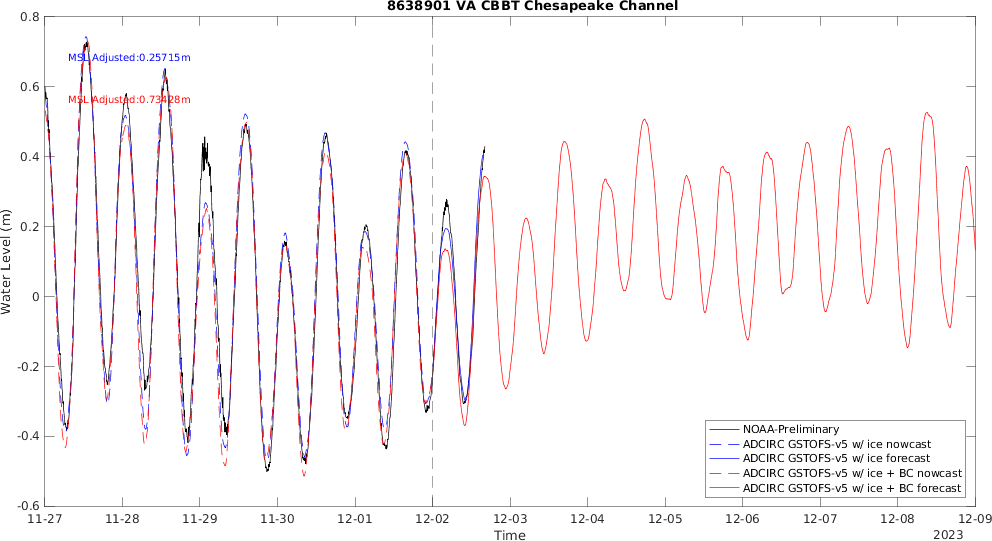 8638901 VA CBBT Chesapeake Channel
Water Level (m)
0.8
0.6
0.4
0.2
0
-0.2
-0.4
-0.6
MSL Adjusted:0.25715m
MSL Adjusted:0.73428m
NOAA-Preliminary
ADCIRC GSTOFS-v5 w/ ice nowcast
ADCIRC GSTOFS-v5 w/ ice forecast
ADCIRC GSTOFS-v5 w/ ice + BC nowcast
ADCIRC GSTOFS-v5 w/ ice + BC forecast
11-27 11-28 11-29 11-30 12-01 12-02 12-03 12-04 12-05 12-06 12-07 12-08 12-09
Time
2023